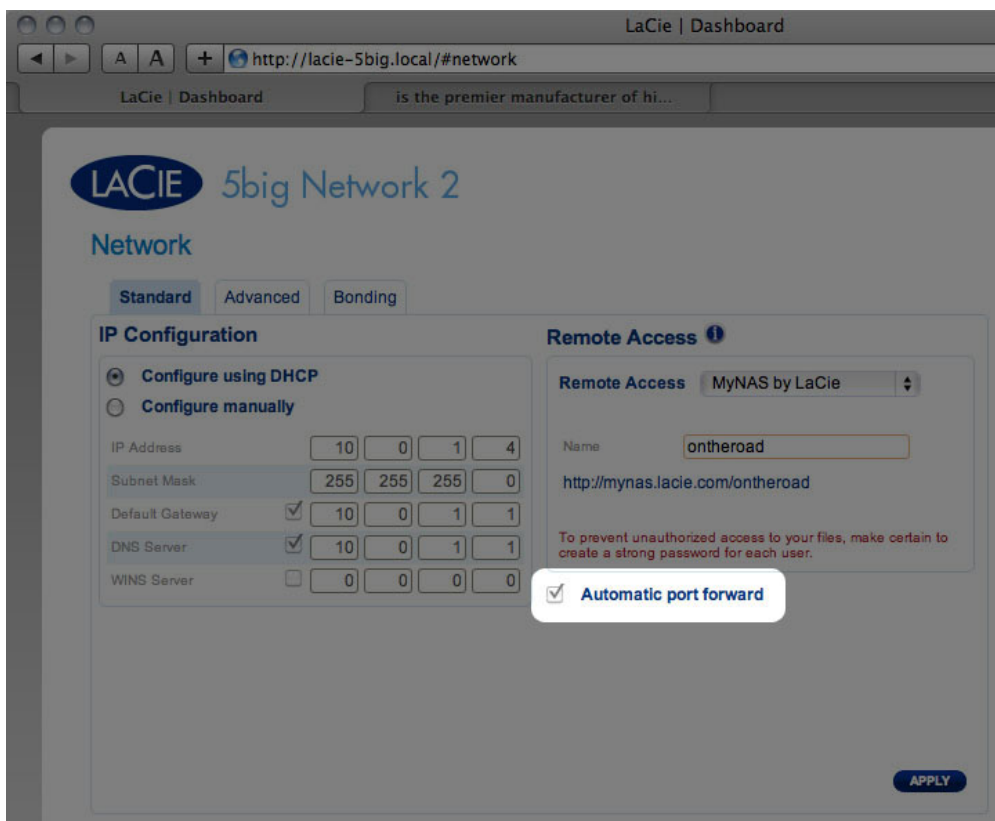 LaCie | Dashboard
A A + http://lacie-5big.local/#network
LaCie | Dashboard is the premier manufacturer of hi...
LACIE 5big Network 2
Network
Standard Advanced Bonding
IP Configuration
Configure using DHCP
Configure manually
IP Address 10 0 1 4
Subnet Mask 255 255 255 0
Default Gateway 10 0 1 1
DNS Server 10 0 1 1
WINS Server 0 0 0 0
Remote Access i
Remote Access MyNAS by LaCie
Name ontheroad
http://mynas.lacie.com/ontheroad
To prevent unauthorized access to your files, make certain to
create a strong password for each user.
Automatic port forward
APPLY